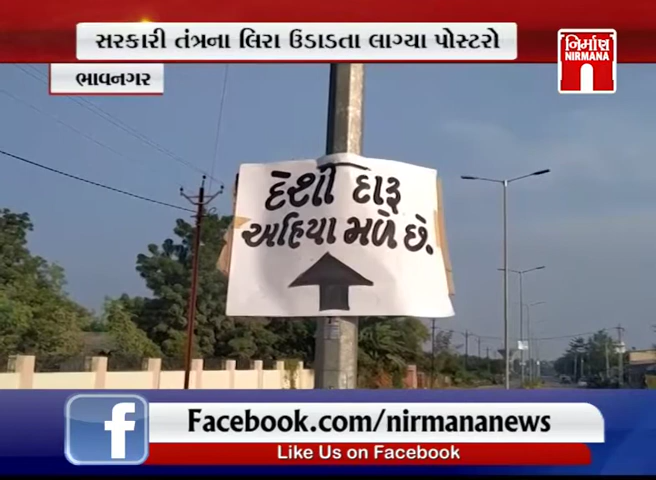 સરકારી તંત્રના લિરા ઉડાડતા લાગ્યા પોસ્ટરો
નિર્માણ
NIRMANA
ભાવનગર
દેશી દારૂ
અહિયા મળે છે.
Facebook.com/nirmananews
Like Us on Facebook